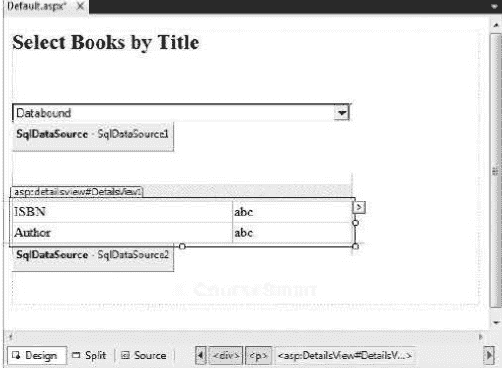 Default.aspx*
Select Books by Title
Databound
SqlDataSource - SqlDataSource1
asp:detailsview#DetailsView1
ISBN abc
Author abc
SqlDataSource - SqlDataSource2
CourseSmart
Design Split Source <div> <p> <asp:DetailsView#DetailsV...>